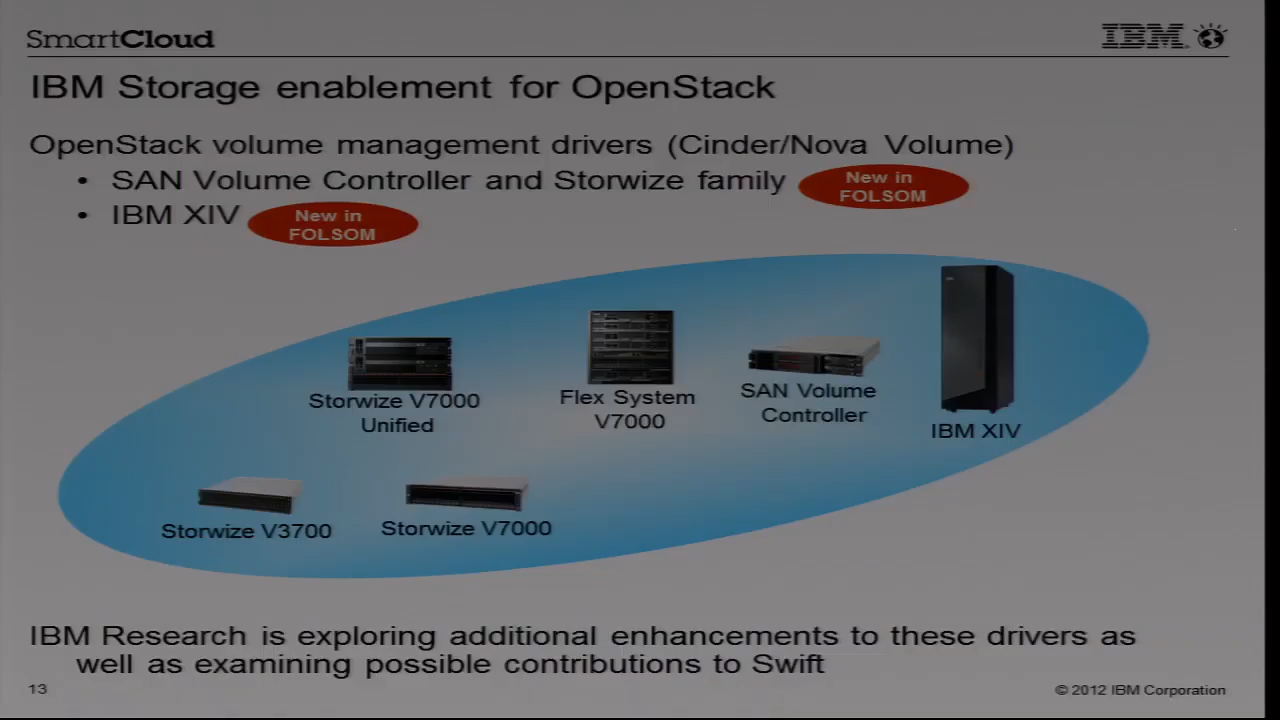 SmartCloud
IBM
IBM Storage enablement for OpenStack
OpenStack volume management drivers (Cinder/Nova Volume)
• SAN Volume Controller and Storwize family
New in
FOLSOM
• IBM XIV
New in
FOLSOM
Storwize V7000
Unified
Flex System
V7000
SAN Volume
Controller
IBM XIV
Storwize V3700
Storwize V7000
IBM Research is exploring additional enhancements to these drivers as
well as examining possible contributions to Swift
13
© 2012 IBM Corporation